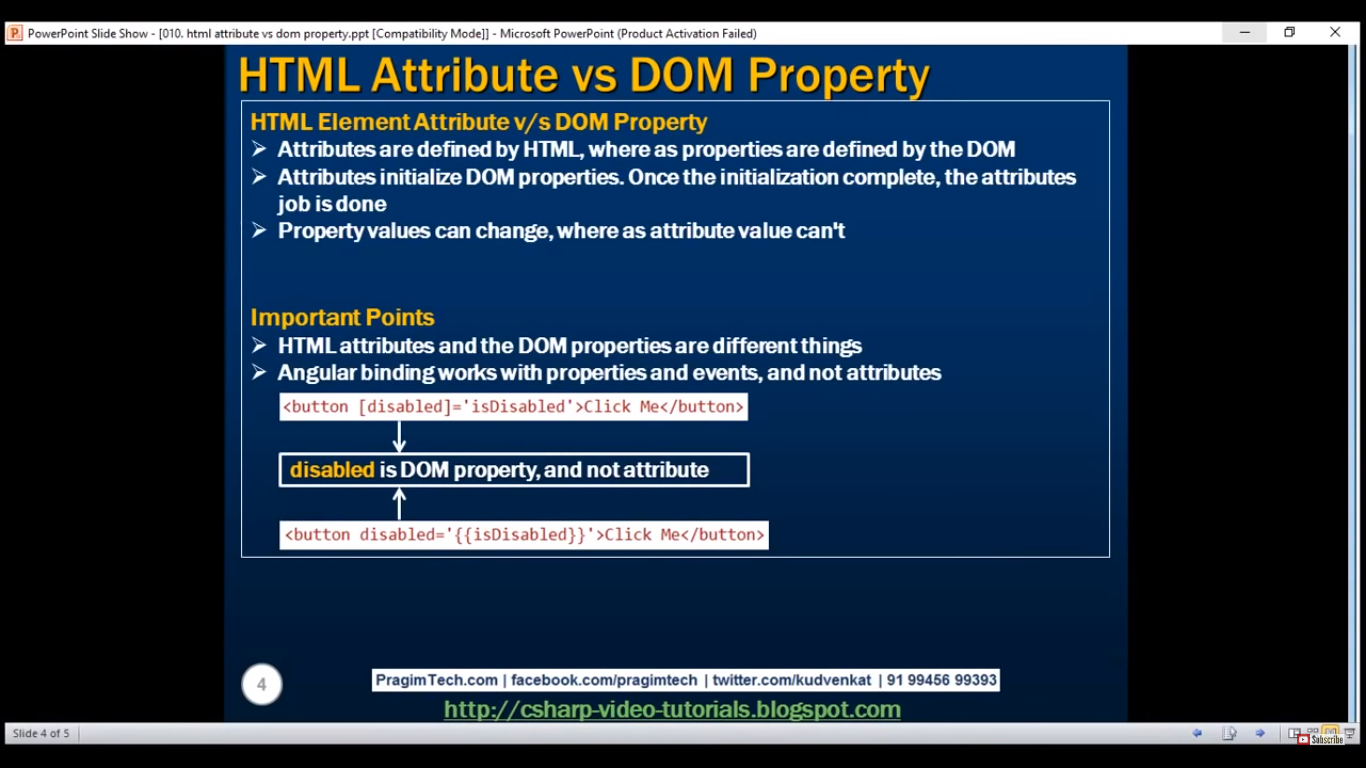 PowerPoint Slide Show - [010. html attribute vs dom property.ppt [Compatibility Mode]] - Microsoft PowerPoint (Product Activation Failed)
HTML Attribute vs DOM Property
HTML Element Attribute v/s DOM Property
Attributes are defined by HTML, where as properties are defined by the DOM
Attributes initialize DOM properties. Once the initialization complete, the attributes
job is done
Property values can change, where as attribute value can't
Important Points
HTML attributes and the DOM properties are different things
Angular binding works with properties and events, and not attributes
<button [disabled]='isDisabled'>Click Me</button>
disabled is DOM property, and not attribute
<button disabled='{{isDisabled}}'>Click Me</button>
4
PragimTech.com | facebook.com/pragimtech | twitter.com/kudvenkat | 91 99456 99393
http://csharp-video-tutorials.blogspot.com
Slide 4 of 5
Subscribe